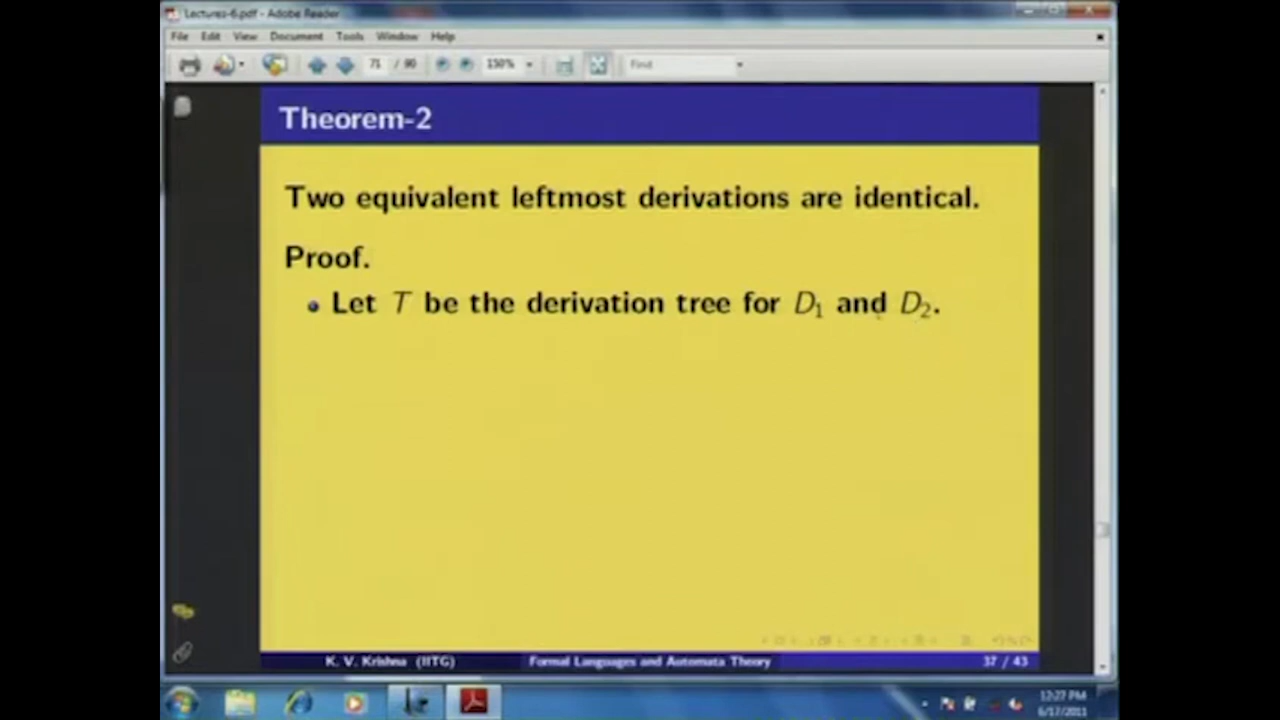 Lectures-6.pdf - Adobe Reader
File Edit View Document Tools Window Help
71 / 80 150% Find
Theorem-2
Two equivalent leftmost derivations are identical.
Proof.
• Let T be the derivation tree for D₁ and D₂.
K. V. Krishna (IITG) Formal Languages and Automata Theory 37 / 43
12:27 PM
6/17/2011